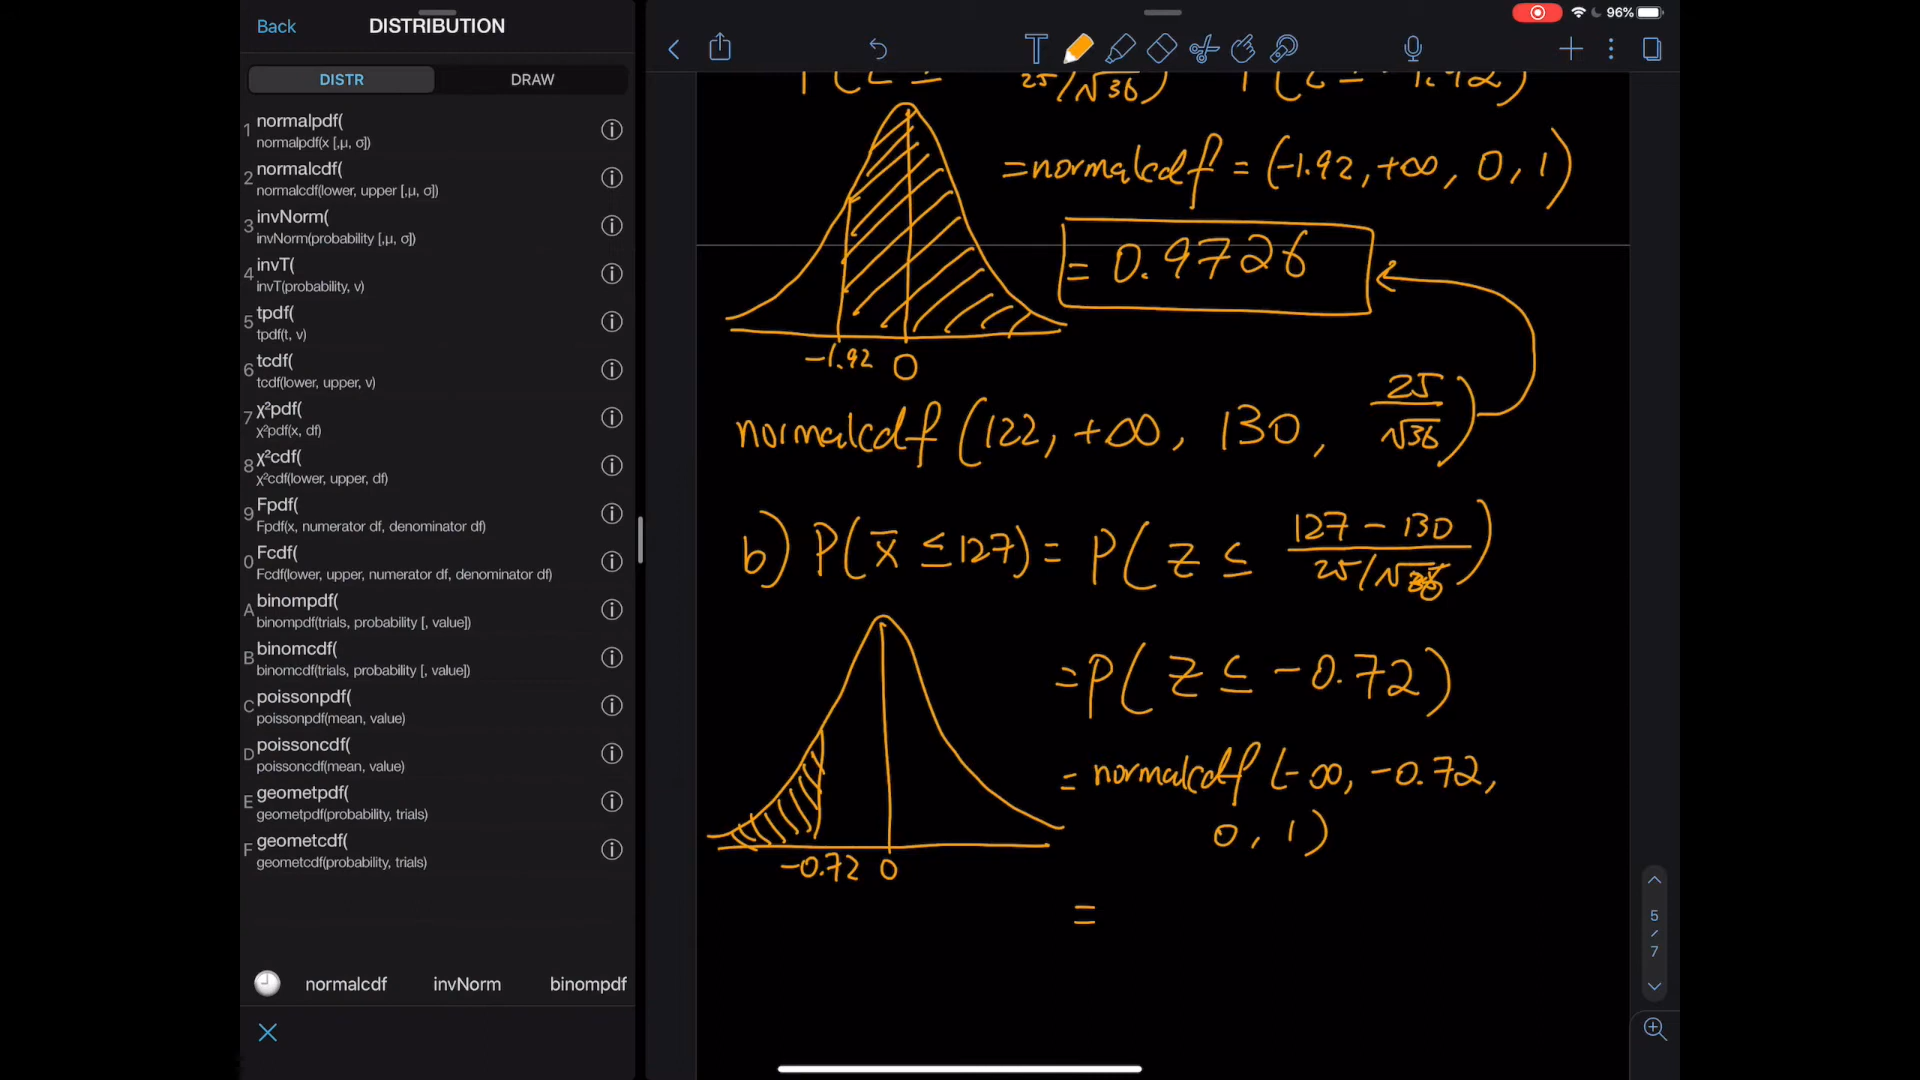 Back
DISTRIBUTION
DISTR
DRAW
1 normalpdf(
normalpdf(x [,μ, σ])
2 normalcdf(
normalcdf(lower, upper [,μ, σ])
3 invNorm(
invNorm(probability [,μ, σ])
4 invT(
invT(probability, v)
5 tpdf(
tpdf(t, v)
6 tcdf(
tcdf(lower, upper, v)
7 χ²pdf(
χ²pdf(x, df)
8 χ²cdf(
χ²cdf(lower, upper, df)
9 Fpdf(
Fpdf(x, numerator df, denominator df)
0 Fcdf(
Fcdf(lower, upper, numerator df, denominator df)
A binompdf(
binompdf(trials, probability [, value])
B binomcdf(
binomcdf(trials, probability [, value])
C poissonpdf(
poissonpdf(mean, value)
D poissoncdf(
poissoncdf(mean, value)
E geometpdf(
geometpdf(probability, trials)
F geometcdf(
geometcdf(probability, trials)
normalcdf invNorm binompdf
96%
25/√36)
=normalcdf = (-1.92, +∞, 0, 1)
= 0.9726
-1.92 0
normalcdf (122, +∞, 130, 25/√36)
b) P(x̄ ≤ 127) = P(Z ≤ (127 - 130)/(25/√
= P(Z ≤ -0.72)
= normalcdf (-∞, -0.72,
0, 1)
-0.72 0
=
5
/
7